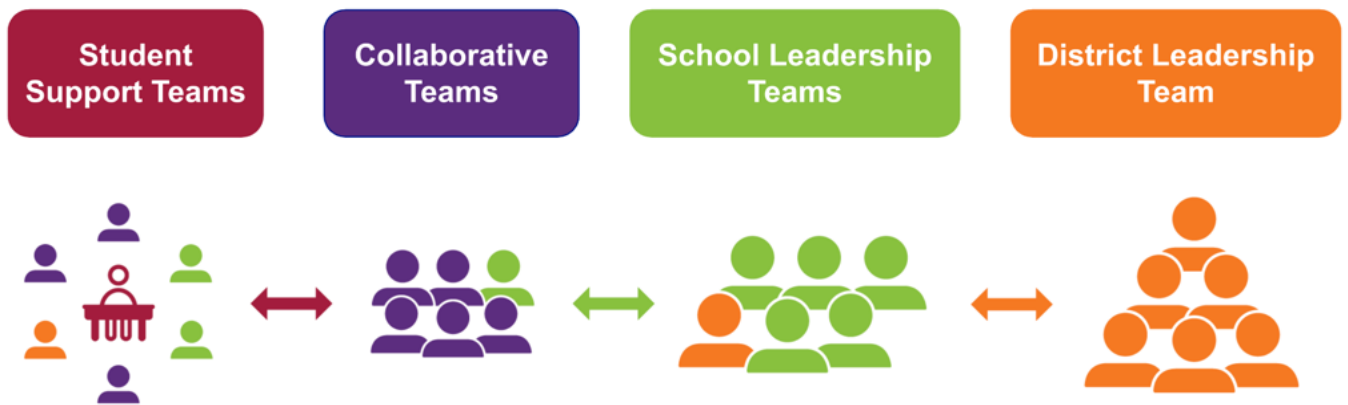 Student
Support Teams
Collaborative
Teams
School Leadership
Teams
District Leadership
Team